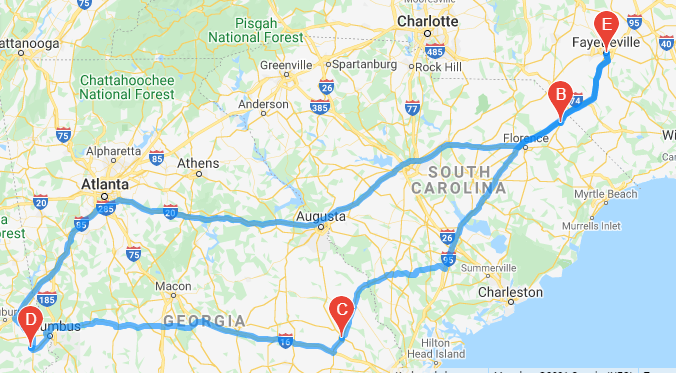 Mooresville
Pisgah
National Forest
Charlotte
E
Fayetteville
attanooga
485
40
Greenville
Spartanburg
Rock Hill
Chattahoochee
National Forest
26
85
385
B
74
Anderson
77
75
Florence
Wi
Alpharetta
85
Athens
SOUTH
CAROLINA
Atlanta
20
285
20
Myrtle Beach
Augusta
Murrells Inlet
orest
85
26
75
95
Summerville
Macon
Charleston
185
C
D
GEORGIA
umbus
16
Hilton
Head Island